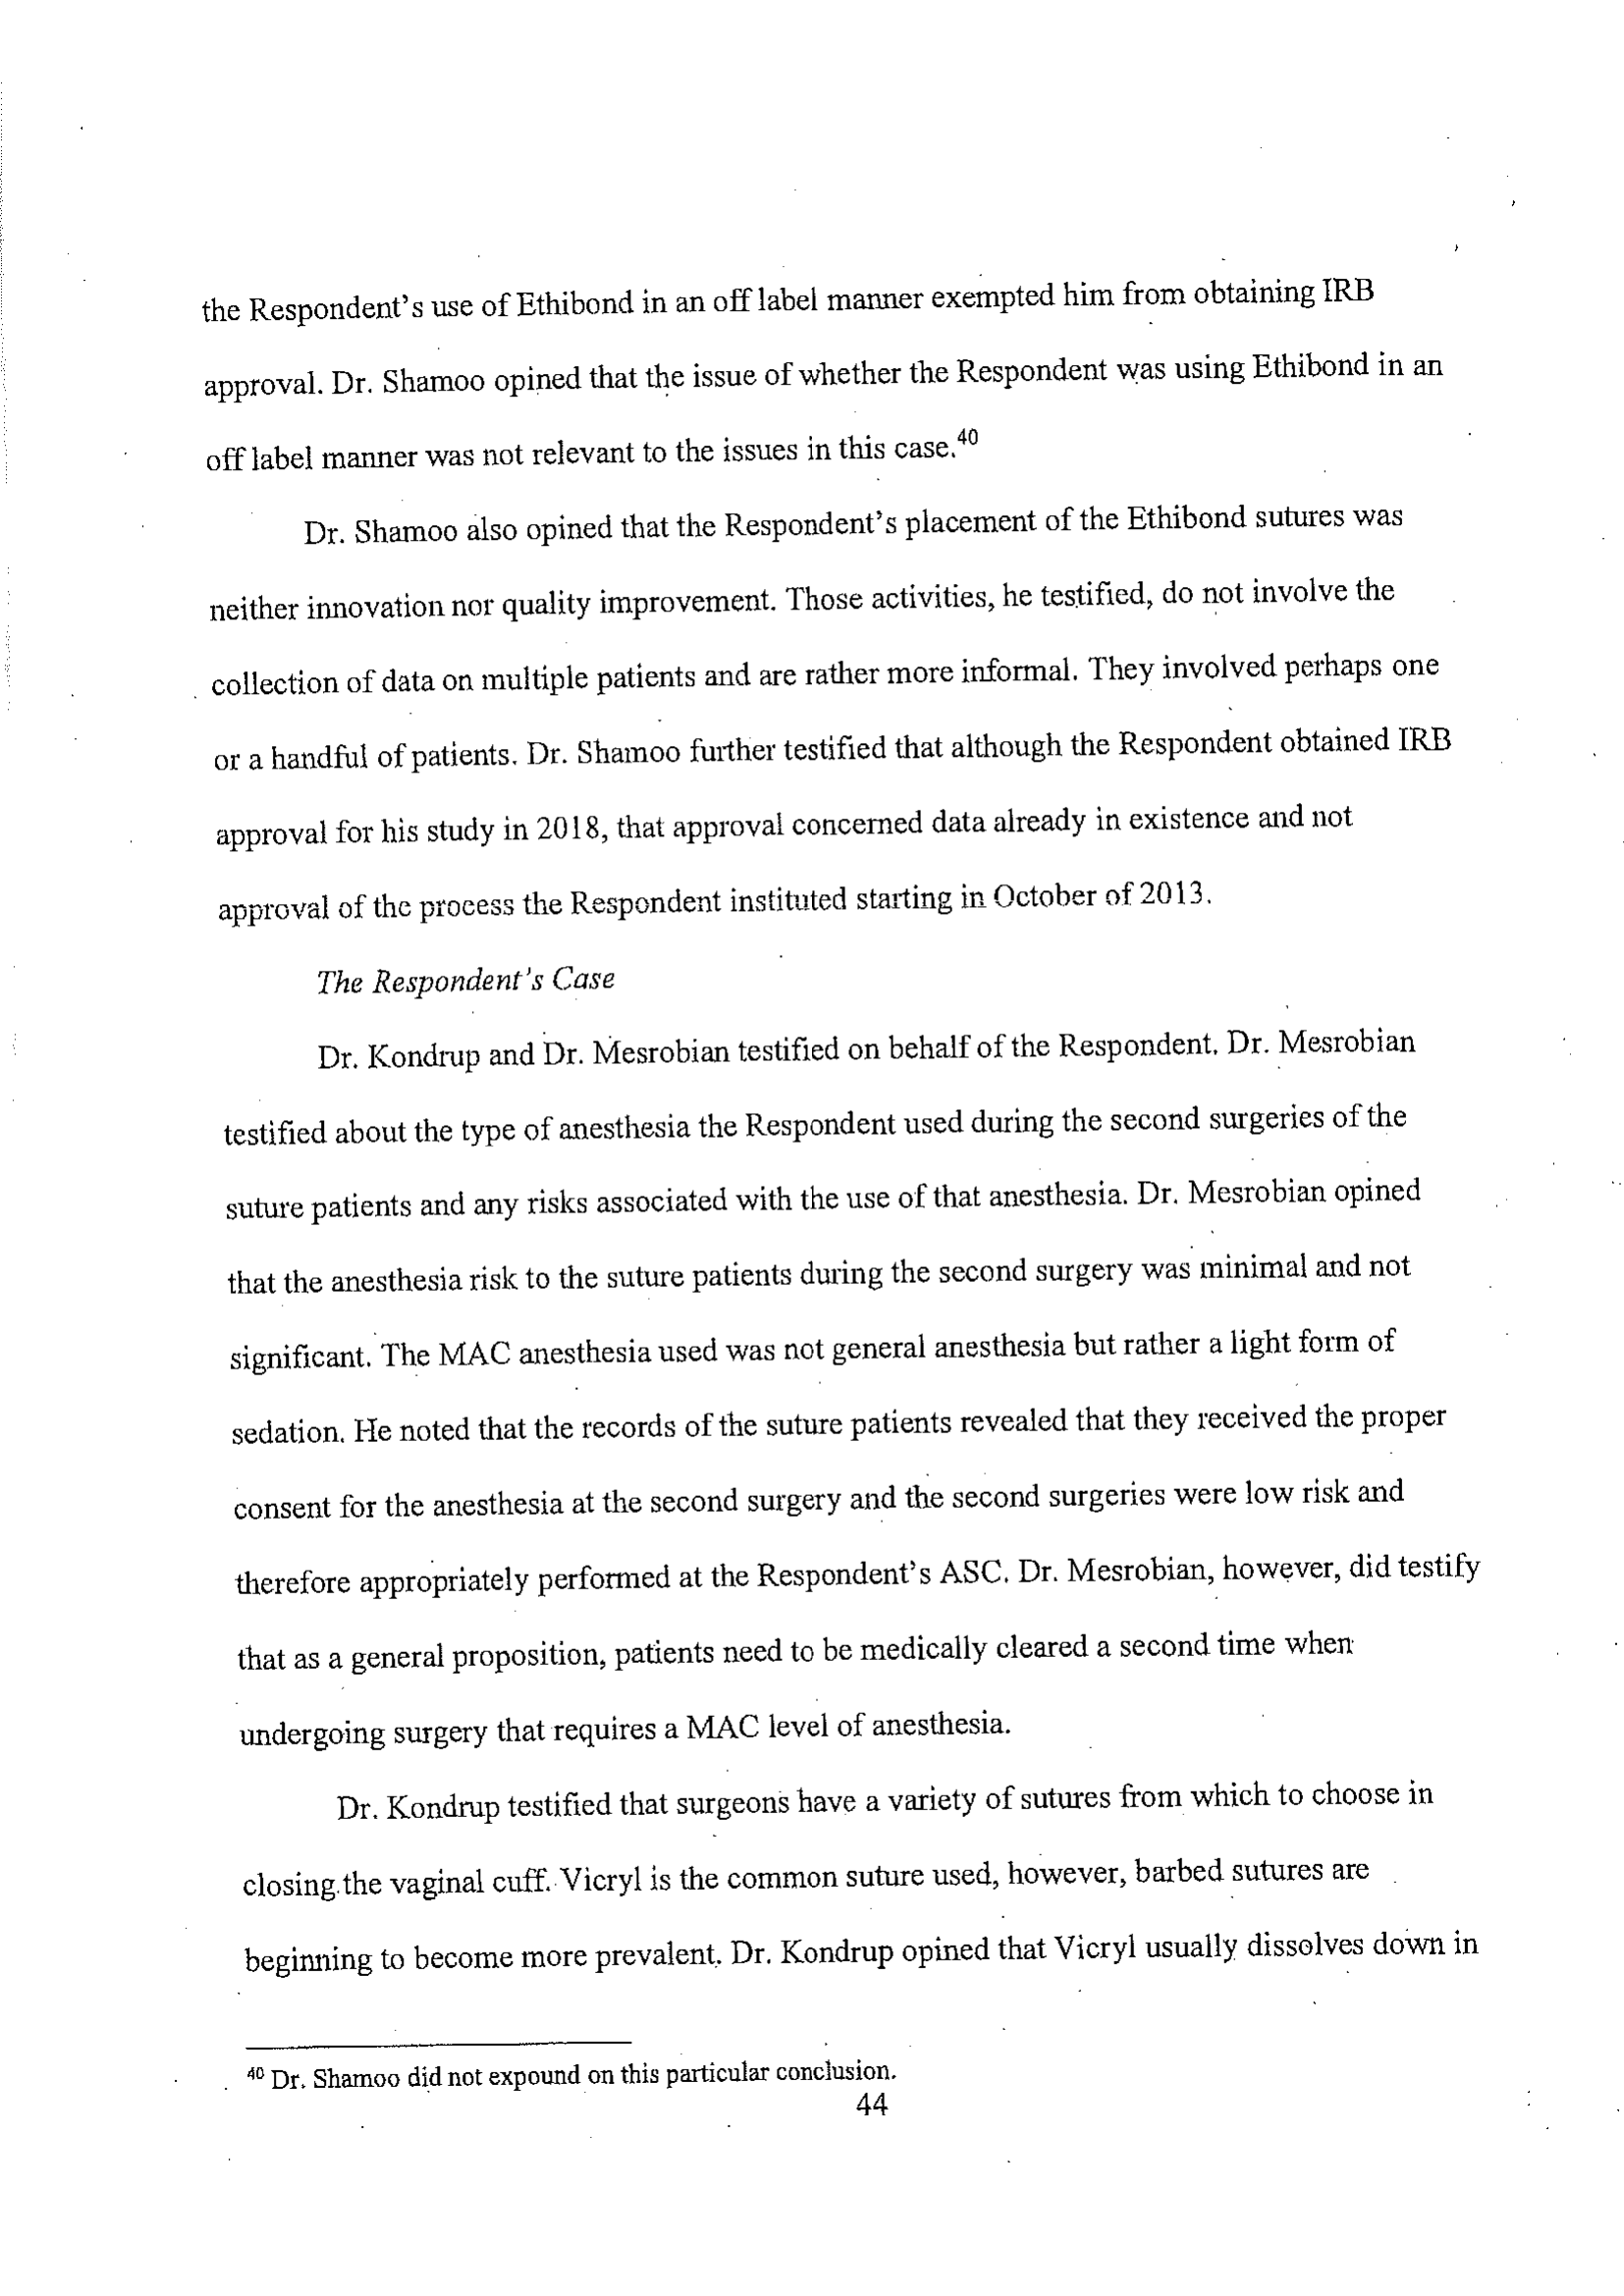 the Respondent's use of Ethibond in an off label manner exempted him from obtaining IRB
approval. Dr. Shamoo opined that the issue of whether the Respondent was using Ethibond in an
off label manner was not relevant to the issues in this case.40
Dr. Shamoo also opined that the Respondent's placement of the Ethibond sutures was
neither innovation nor quality improvement. Those activities, he testified, do not involve the
collection of data on multiple patients and are rather more informal. They involved perhaps one
or a handful of patients. Dr. Shamoo further testified that although the Respondent obtained IRB
approval for his study in 2018, that approval concerned data already in existence and not
approval of the process the Respondent instituted starting in October of 2013.
The Respondent's Case
Dr. Kondrup and Dr. Mesrobian testified on behalf of the Respondent. Dr. Mesrobian
testified about the type of anesthesia the Respondent used during the second surgeries of the
suture patients and any risks associated with the use of that anesthesia. Dr. Mesrobian opined
that the anesthesia risk to the suture patients during the second surgery was minimal and not
significant. The MAC anesthesia used was not general anesthesia but rather a light form of
sedation. He noted that the records of the suture patients revealed that they received the proper
consent for the anesthesia at the second surgery and the second surgeries were low risk and
therefore appropriately performed at the Respondent's ASC. Dr. Mesrobian, however, did testify
that as a general proposition, patients need to be medically cleared a second time when
undergoing surgery that requires a MAC level of anesthesia.
Dr. Kondrup testified that surgeons have a variety of sutures from which to choose in
closing the vaginal cuff. Vicryl is the common suture used, however, barbed sutures are
beginning to become more prevalent. Dr. Kondrup opined that Vicryl usually dissolves down in
40 Dr. Shamoo did not expound on this particular conclusion.
44